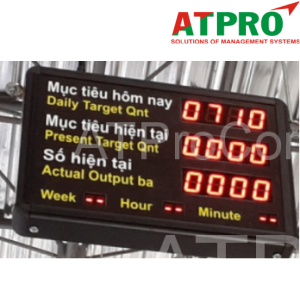 ATPRO
SOLUTIONS OF MANAGEMENT SYSTEMS
Mục tiêu hôm nay
Daily Target Qnt
0710
Mục tiêu hiện tại
Present Target Qnt
0000
Số hiện tại
Actual Output ba
0000
Week -- Hour -- Minute --